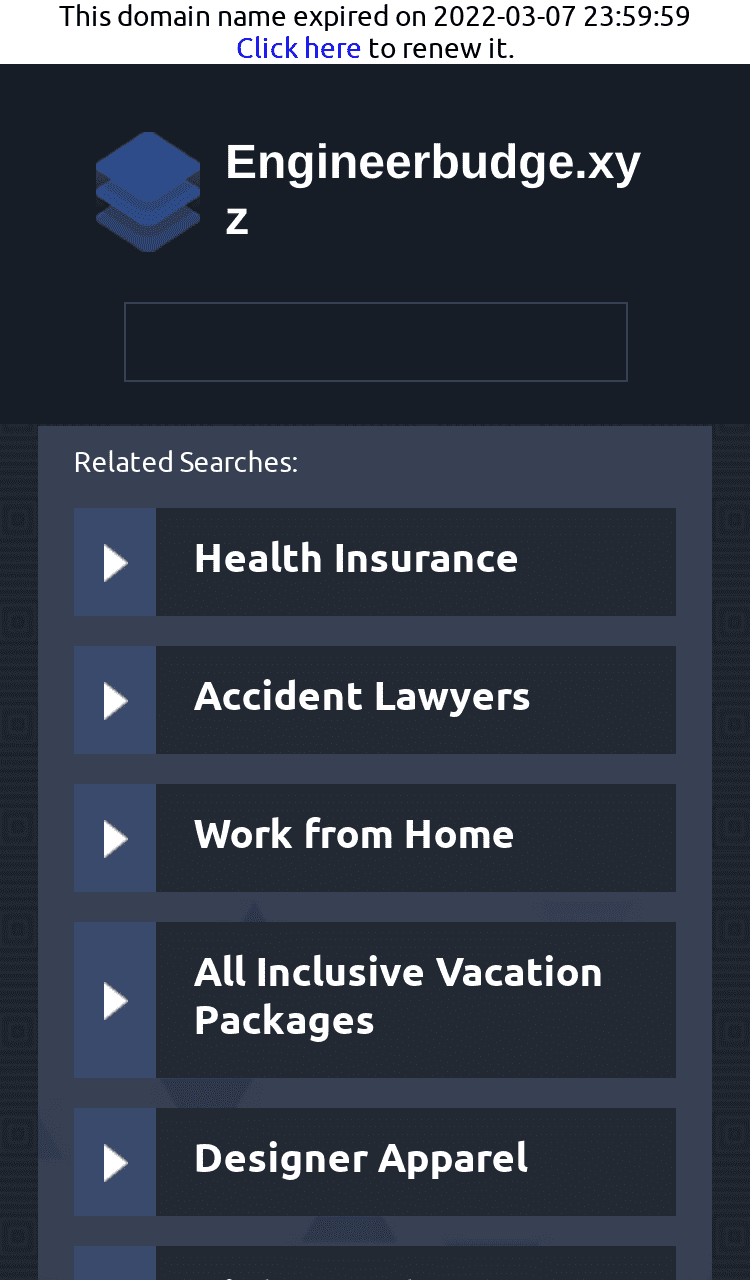 This domain name expired on 2022-03-07 23:59:59
Click here to renew it.
Engineerbudge.xy
z
Related Searches:
Health Insurance
Accident Lawyers
Work from Home
All Inclusive Vacation
Packages
Designer Apparel